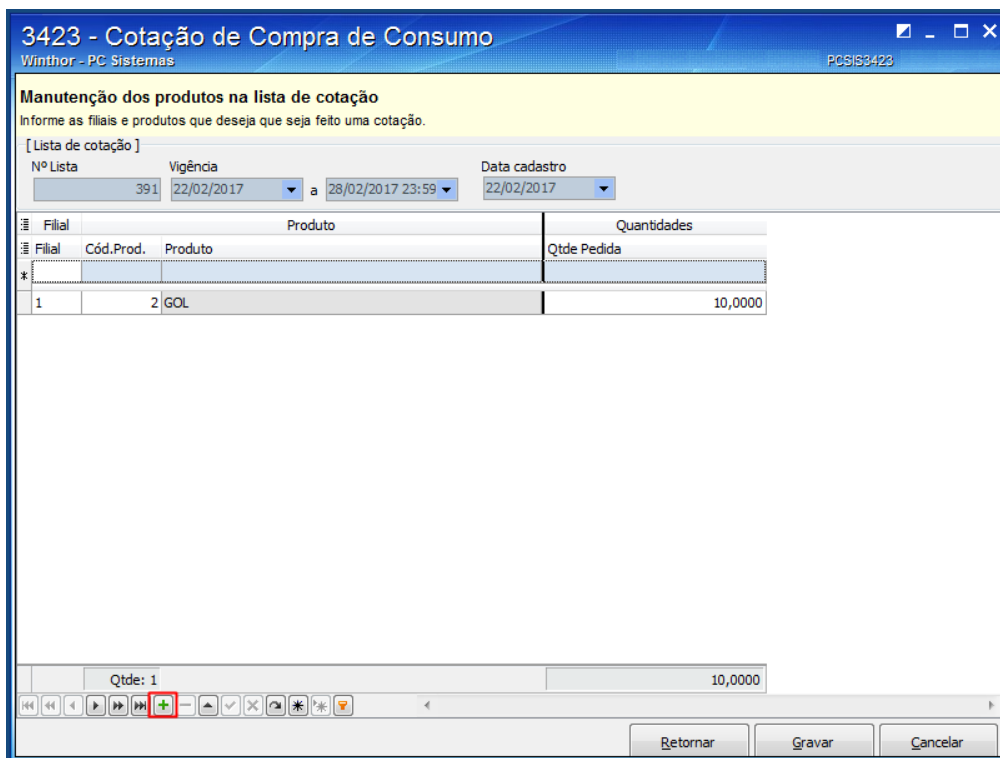 3423 - Cotação de Compra de Consumo
Winthor - PC Sistemas
PCSIS3423
Manutenção dos produtos na lista de cotação
Informe as filiais e produtos que deseja que seja feito uma cotação.
[ Lista de cotação ]
Nº Lista Vigência Data cadastro
391 22/02/2017 a 28/02/2017 23:59 22/02/2017
Filial Produto Quantidades
Filial Cód.Prod. Produto Qtde Pedida
1 2 GOL 10,0000
Qtde: 1 10,0000
Retornar Gravar Cancelar